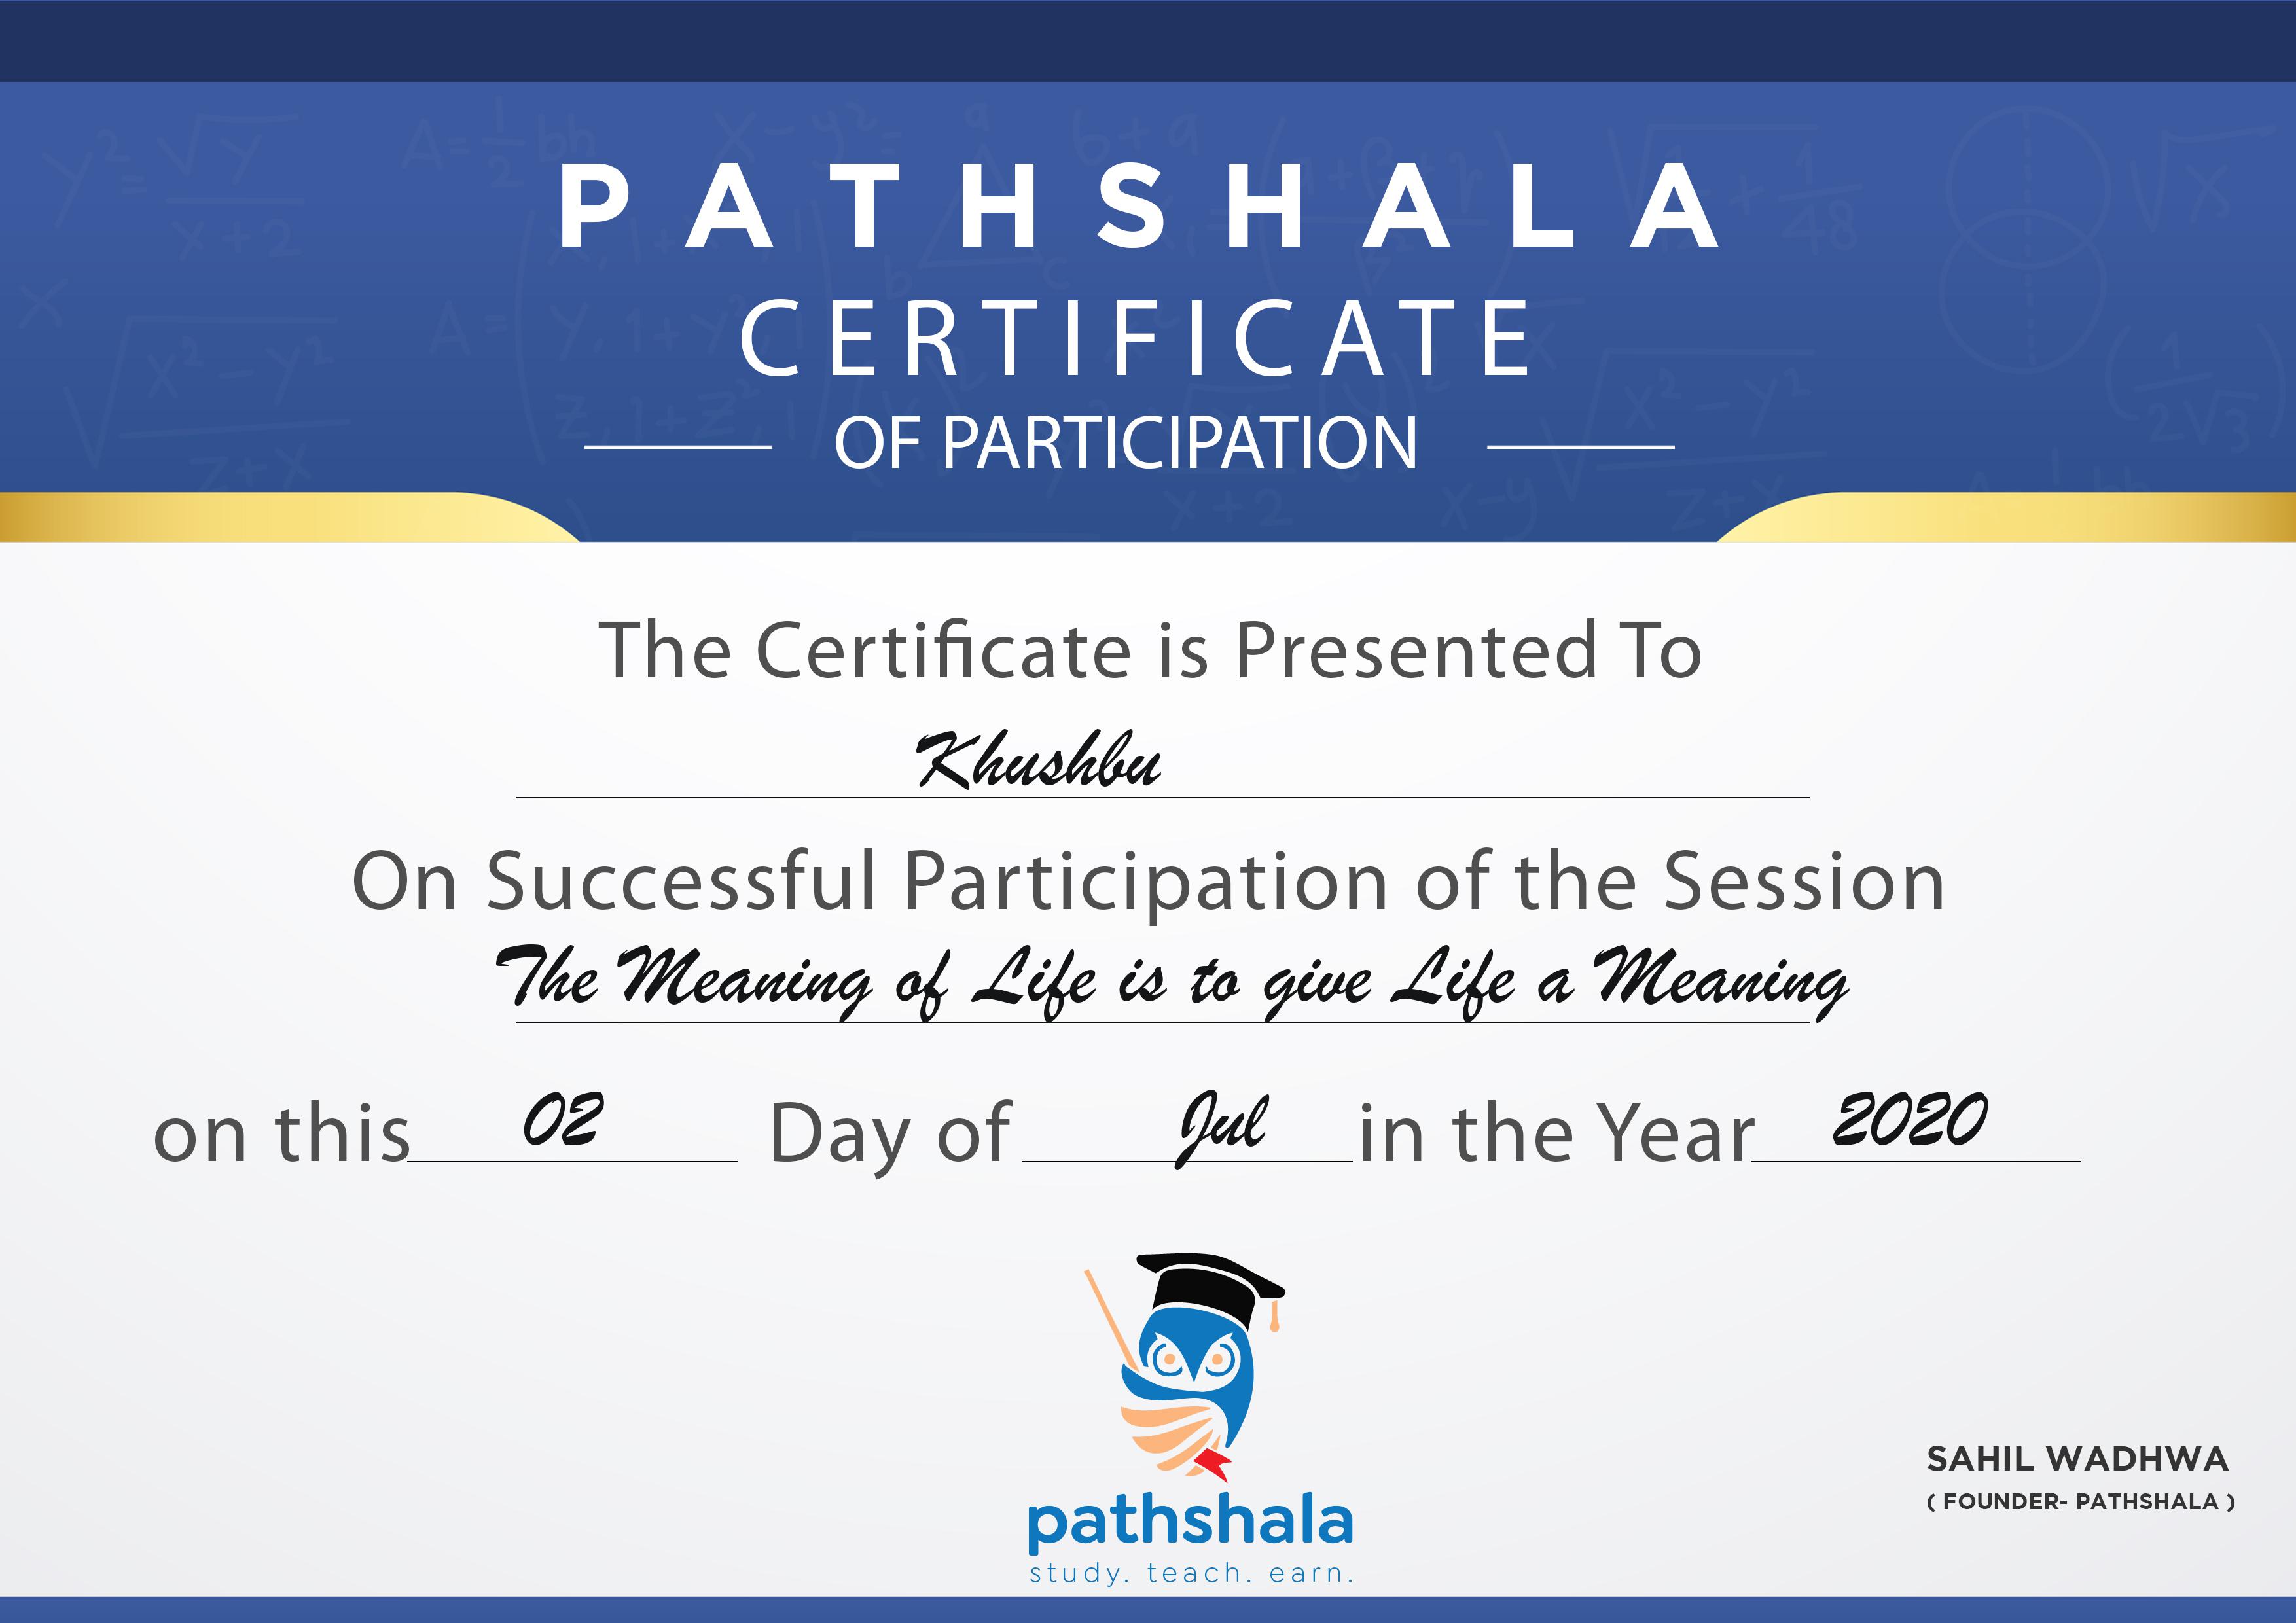 PATHSHALA
CERTIFICATE
OF PARTICIPATION
The Certificate is Presented To
Khushbu
On Successful Participation of the Session
The Meaning of Life is to give Life a Meaning
on this 02 Day of Jul in the Year 2020
pathshala
study. teach. earn.
SAHIL WADHWA
( FOUNDER- PATHSHALA )